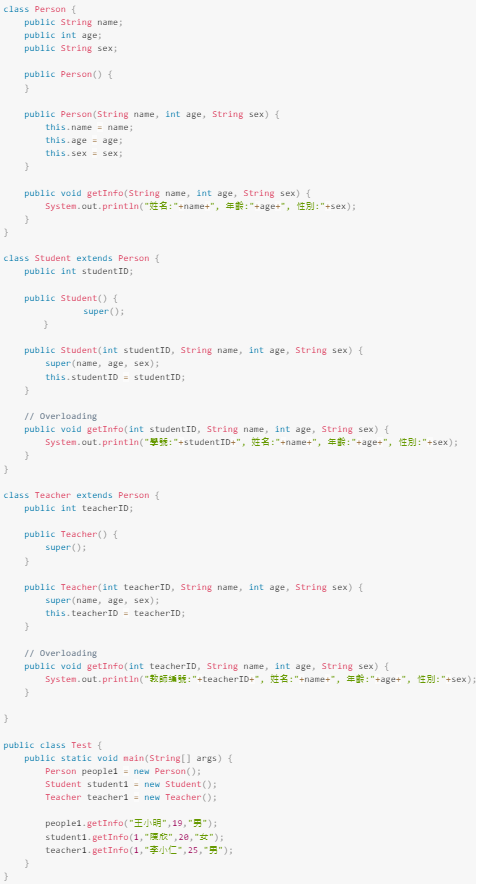 class Person {
    public String name;
    public int age;
    public String sex;

    public Person() {
    }

    public Person(String name, int age, String sex) {
        this.name = name;
        this.age = age;
        this.sex = sex;
    }

    public void getInfo(String name, int age, String sex) {
        System.out.println("姓名:"+name+", 年齡:"+age+", 性別:"+sex);
    }
}

class Student extends Person {
    public int studentID;

    public Student() {
                super();
        }

    public Student(int studentID, String name, int age, String sex) {
        super(name, age, sex);
        this.studentID = studentID;
    }

    // Overloading
    public void getInfo(int studentID, String name, int age, String sex) {
        System.out.println("學號:"+studentID+", 姓名:"+name+", 年齡:"+age+", 性別:"+sex);
    }
}

class Teacher extends Person {
    public int teacherID;

    public Teacher() {
        super();
    }

    public Teacher(int teacherID, String name, int age, String sex) {
        super(name, age, sex);
        this.teacherID = teacherID;
    }

    // Overloading
    public void getInfo(int teacherID, String name, int age, String sex) {
        System.out.println("教師編號:"+teacherID+", 姓名:"+name+", 年齡:"+age+", 性別:"+sex);
    }

}

public class Test {
    public static void main(String[] args) {
        Person people1 = new Person();
        Student student1 = new Student();
        Teacher teacher1 = new Teacher();

        people1.getInfo("王小明",19,"男");
        student1.getInfo(1,"陳欣",20,"女");
        teacher1.getInfo(1,"李小仁",25,"男");
    }
}